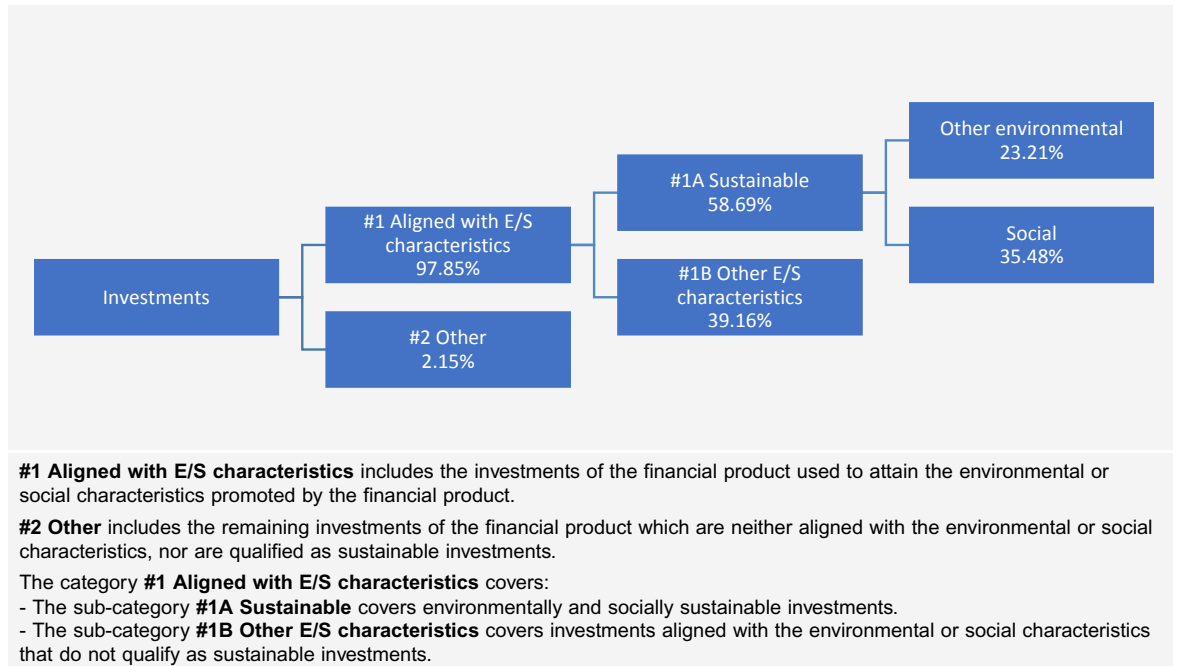 Other environmental
23.21%
#1A Sustainable
58.69%
#1 Aligned with E/S
characteristics
97.85%
Social
35.48%
Investments
#1B Other E/S
characteristics
39.16%
#2 Other
2.15%
#1 Aligned with E/S characteristics includes the investments of the financial product used to attain the environmental or
social characteristics promoted by the financial product.
#2 Other includes the remaining investments of the financial product which are neither aligned with the environmental or social
characteristics, nor are qualified as sustainable investments.
The category #1 Aligned with E/S characteristics covers:
- The sub-category #1A Sustainable covers environmentally and socially sustainable investments.
- The sub-category #1B Other E/S characteristics covers investments aligned with the environmental or social characteristics
that do not qualify as sustainable investments.